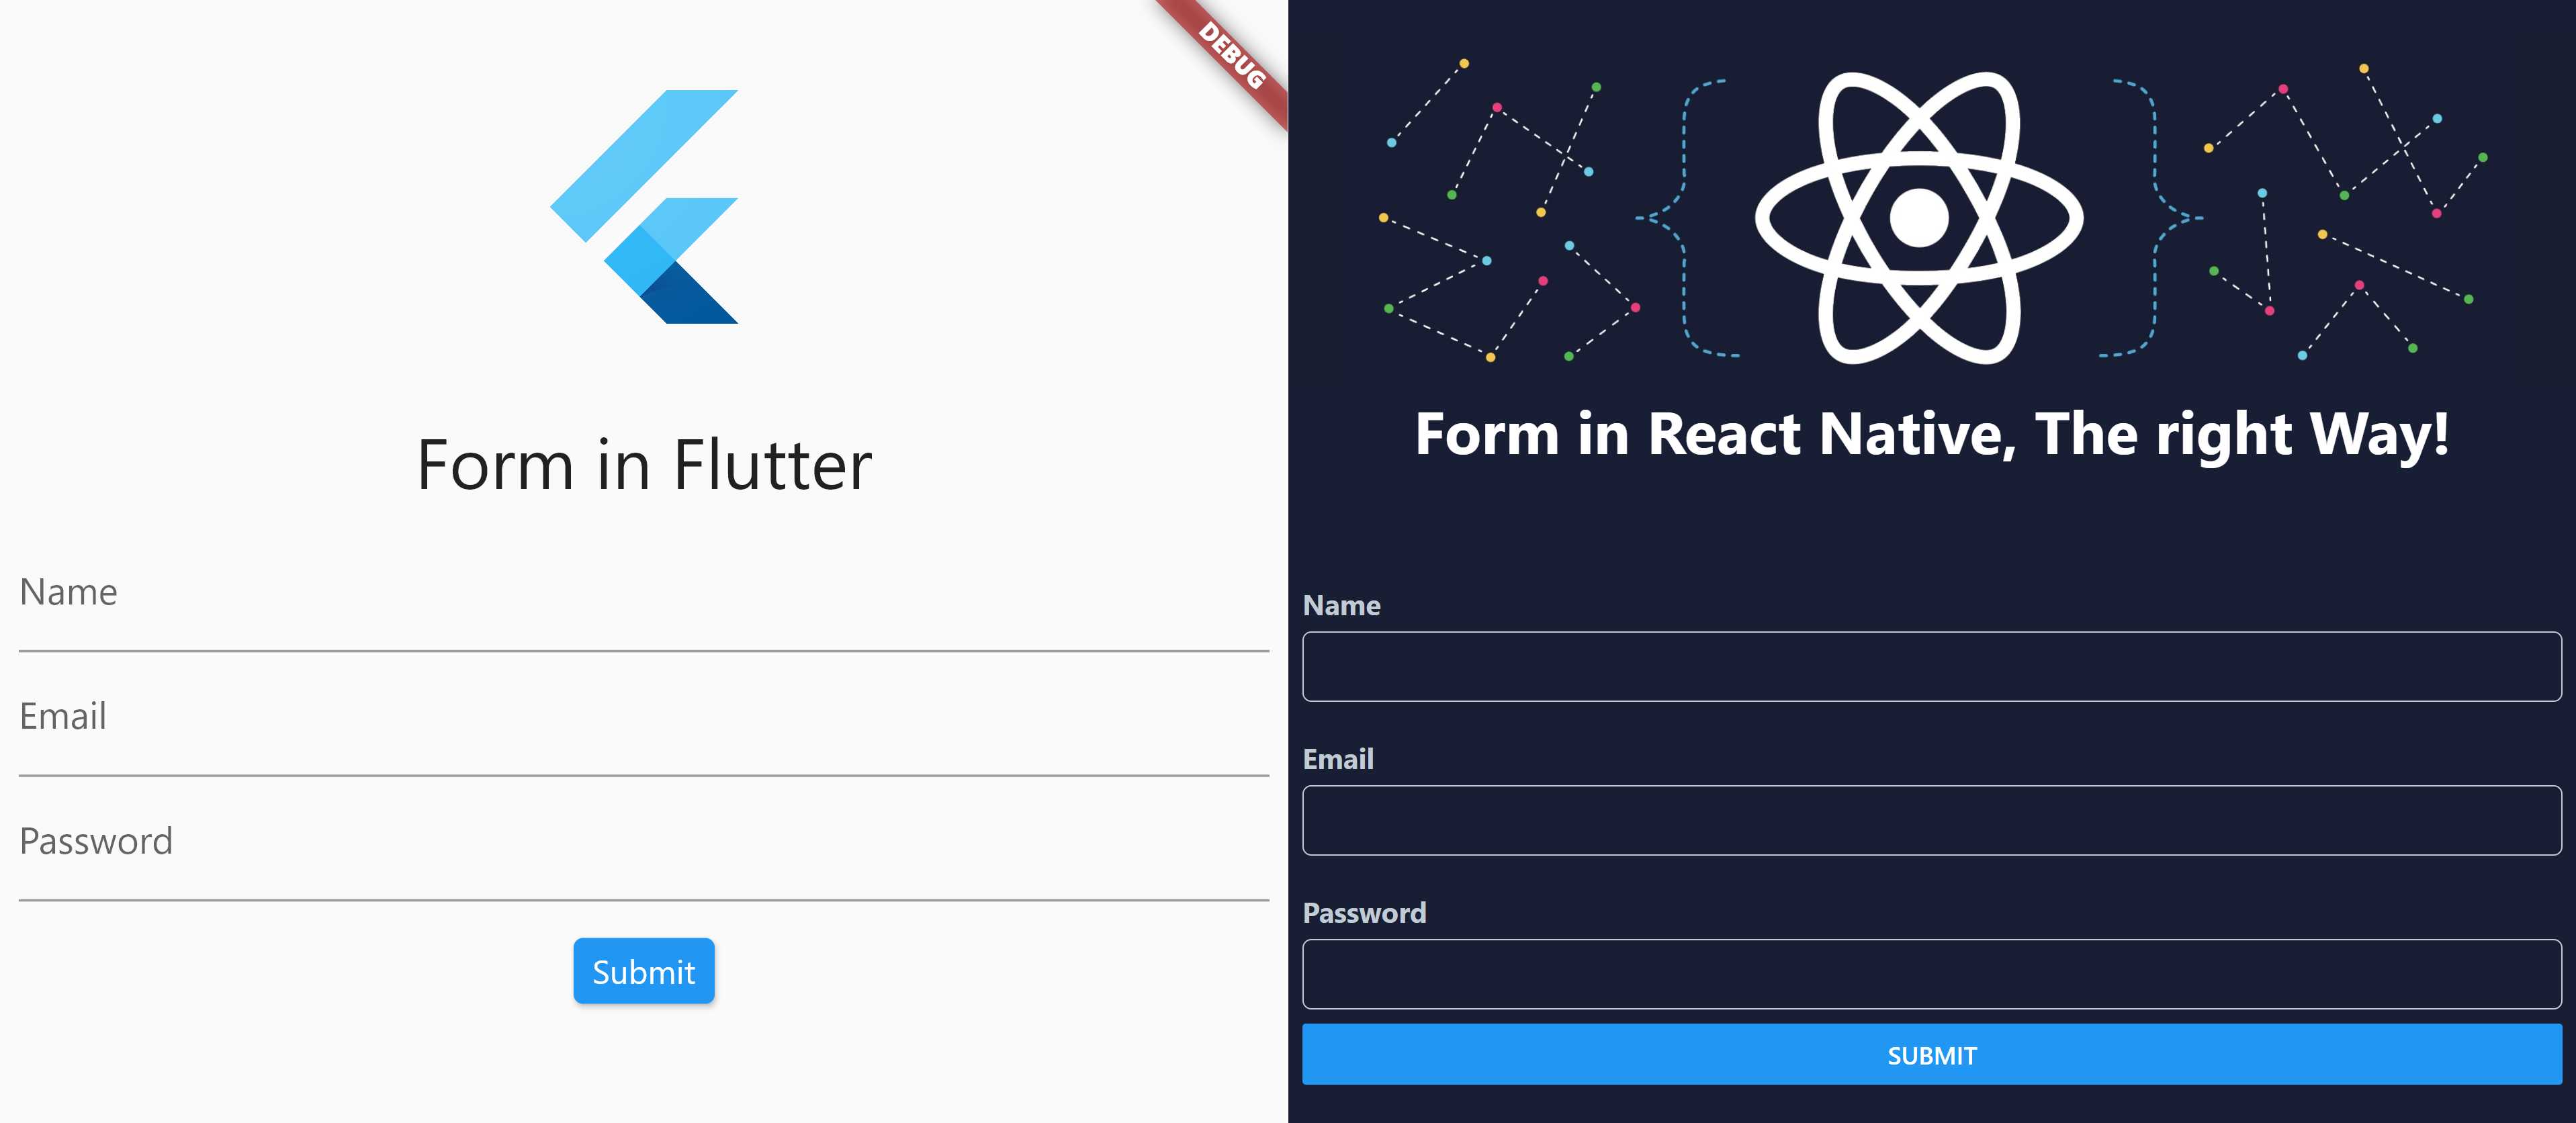 DEBUG
Form in Flutter
Name
Email
Password
Submit
Form in React Native, The right Way!
Name
Email
Password
SUBMIT